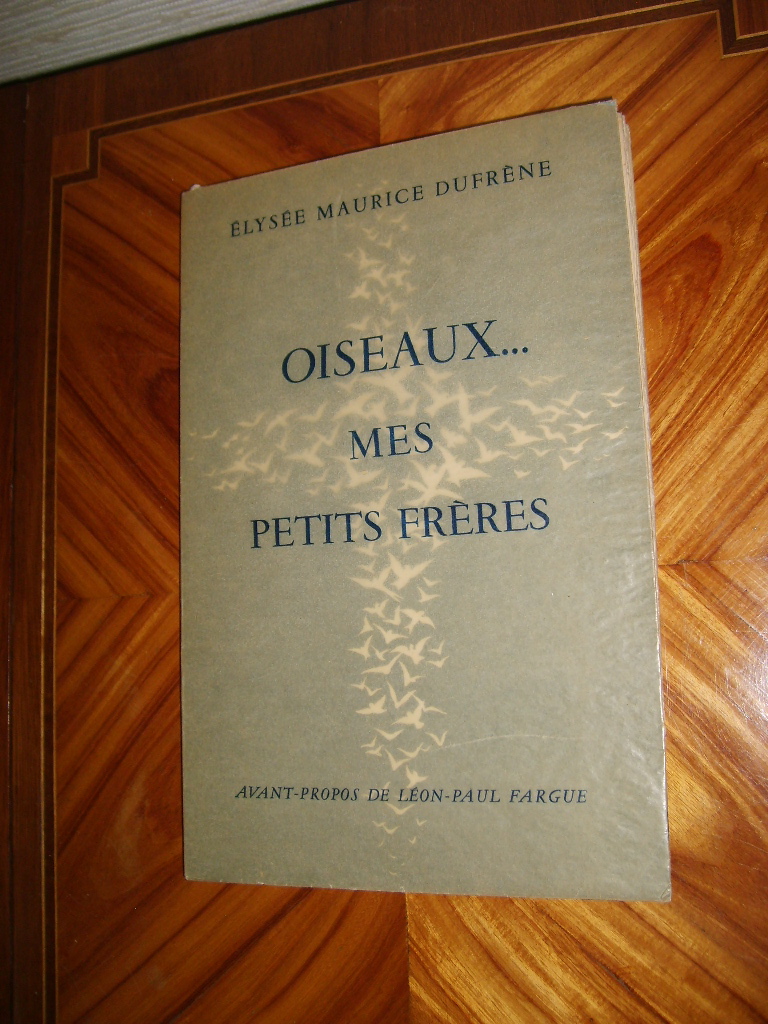 ÉLYSÉE MAURICE DUFRÈNE
OISEAUX...
MES
PETITS FRÈRES
AVANT-PROPOS DE LÉON-PAUL FARGUE